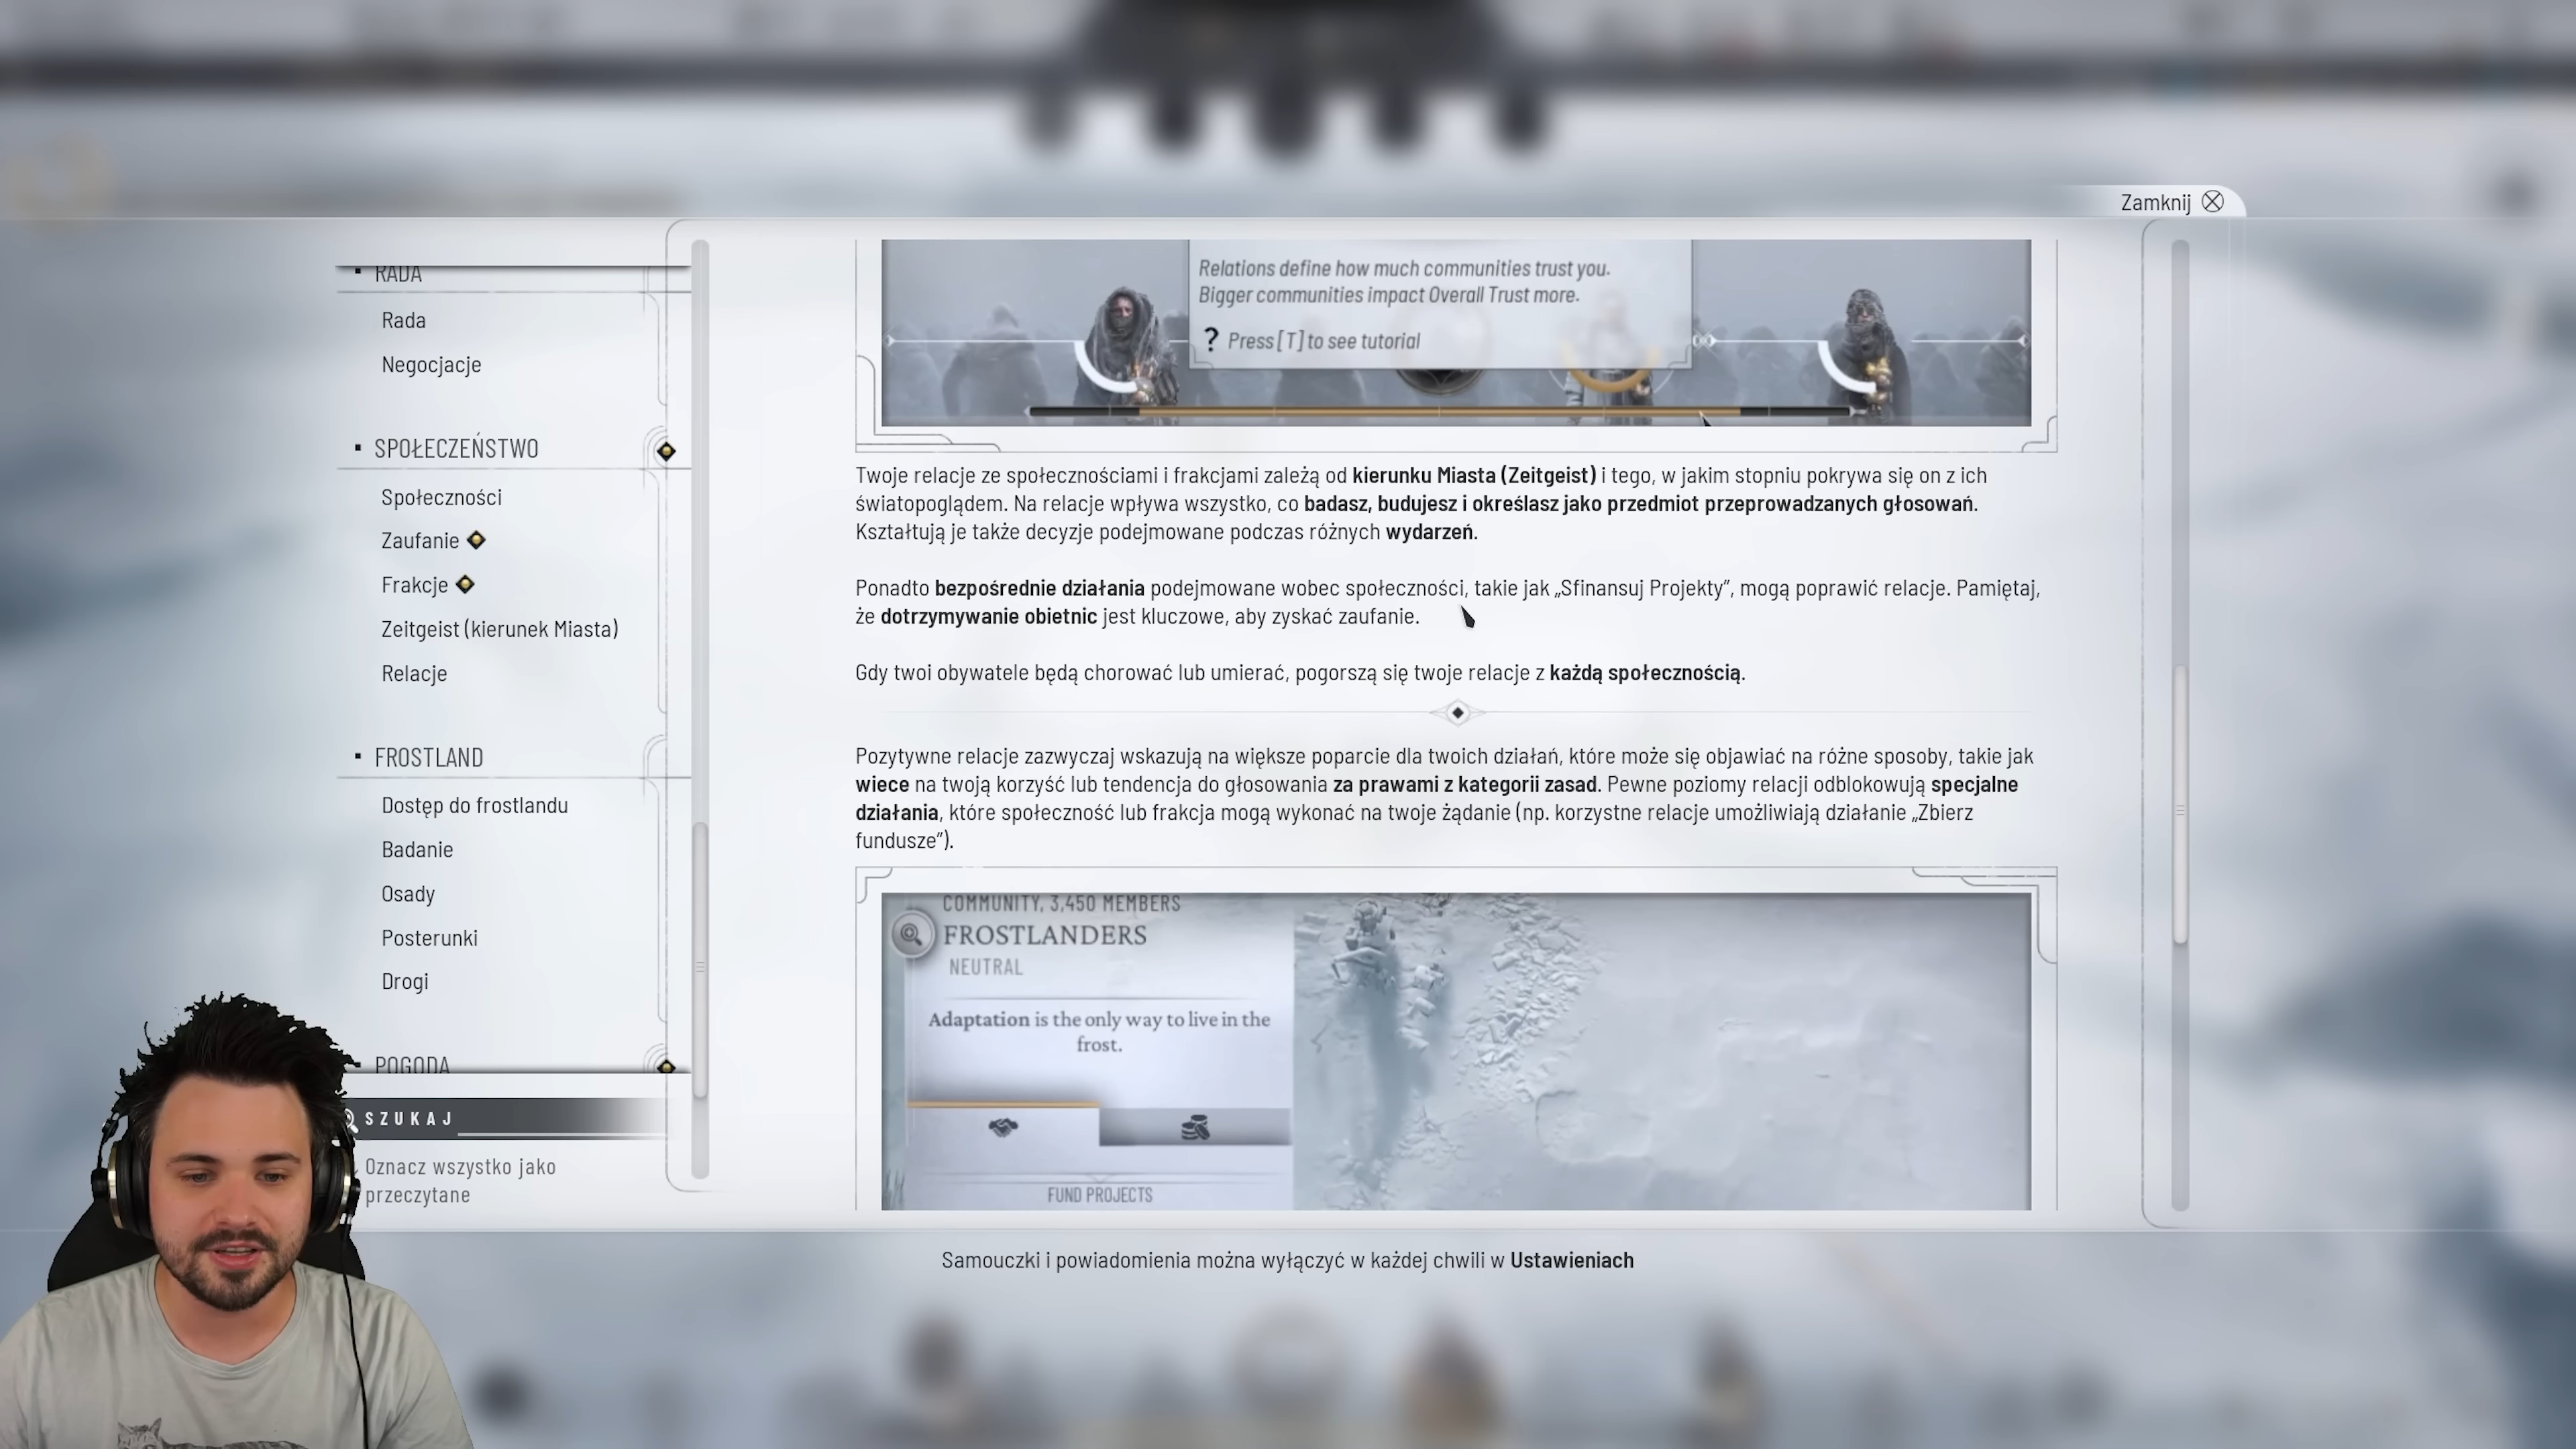 Zamknij
RADA
Rada
Negocjacje
SPOŁECZEŃSTWO
Społeczności
Zaufanie
Frakcje
Zeitgeist (kierunek Miasta)
Relacje
FROSTLAND
Dostęp do frostlandu
Badanie
Osady
Posterunki
Drogi
POGODA
SZUKAJ
Oznacz wszystko jako
przeczytane
Relations define how much communities trust you.
Bigger communities impact Overall Trust more.
? Press [T] to see tutorial
Twoje relacje ze społecznościami i frakcjami zależą od kierunku Miasta (Zeitgeist) i tego, w jakim stopniu pokrywa się on z ich
światopoglądem. Na relacje wpływa wszystko, co badasz, budujesz i określasz jako przedmiot przeprowadzanych głosowań.
Kształtują je także decyzje podejmowane podczas różnych wydarzeń.
Ponadto bezpośrednie działania podejmowane wobec społeczności, takie jak „Sfinansuj Projekty”, mogą poprawić relacje. Pamiętaj,
że dotrzymywanie obietnic jest kluczowe, aby zyskać zaufanie.
Gdy twoi obywatele będą chorować lub umierać, pogorszą się twoje relacje z każdą społecznością.
Pozytywne relacje zazwyczaj wskazują na większe poparcie dla twoich działań, które może się objawiać na różne sposoby, takie jak
wiece na twoją korzyść lub tendencja do głosowania za prawami z kategorii zasad. Pewne poziomy relacji odblokowują specjalne
działania, które społeczność lub frakcja mogą wykonać na twoje żądanie (np. korzystne relacje umożliwiają działanie „Zbierz
fundusze”).
COMMUNITY, 3,450 MEMBERS
FROSTLANDERS
NEUTRAL
Adaptation is the only way to live in the
frost.
FUND PROJECTS
Samouczki i powiadomienia można wyłączyć w każdej chwili w Ustawieniach